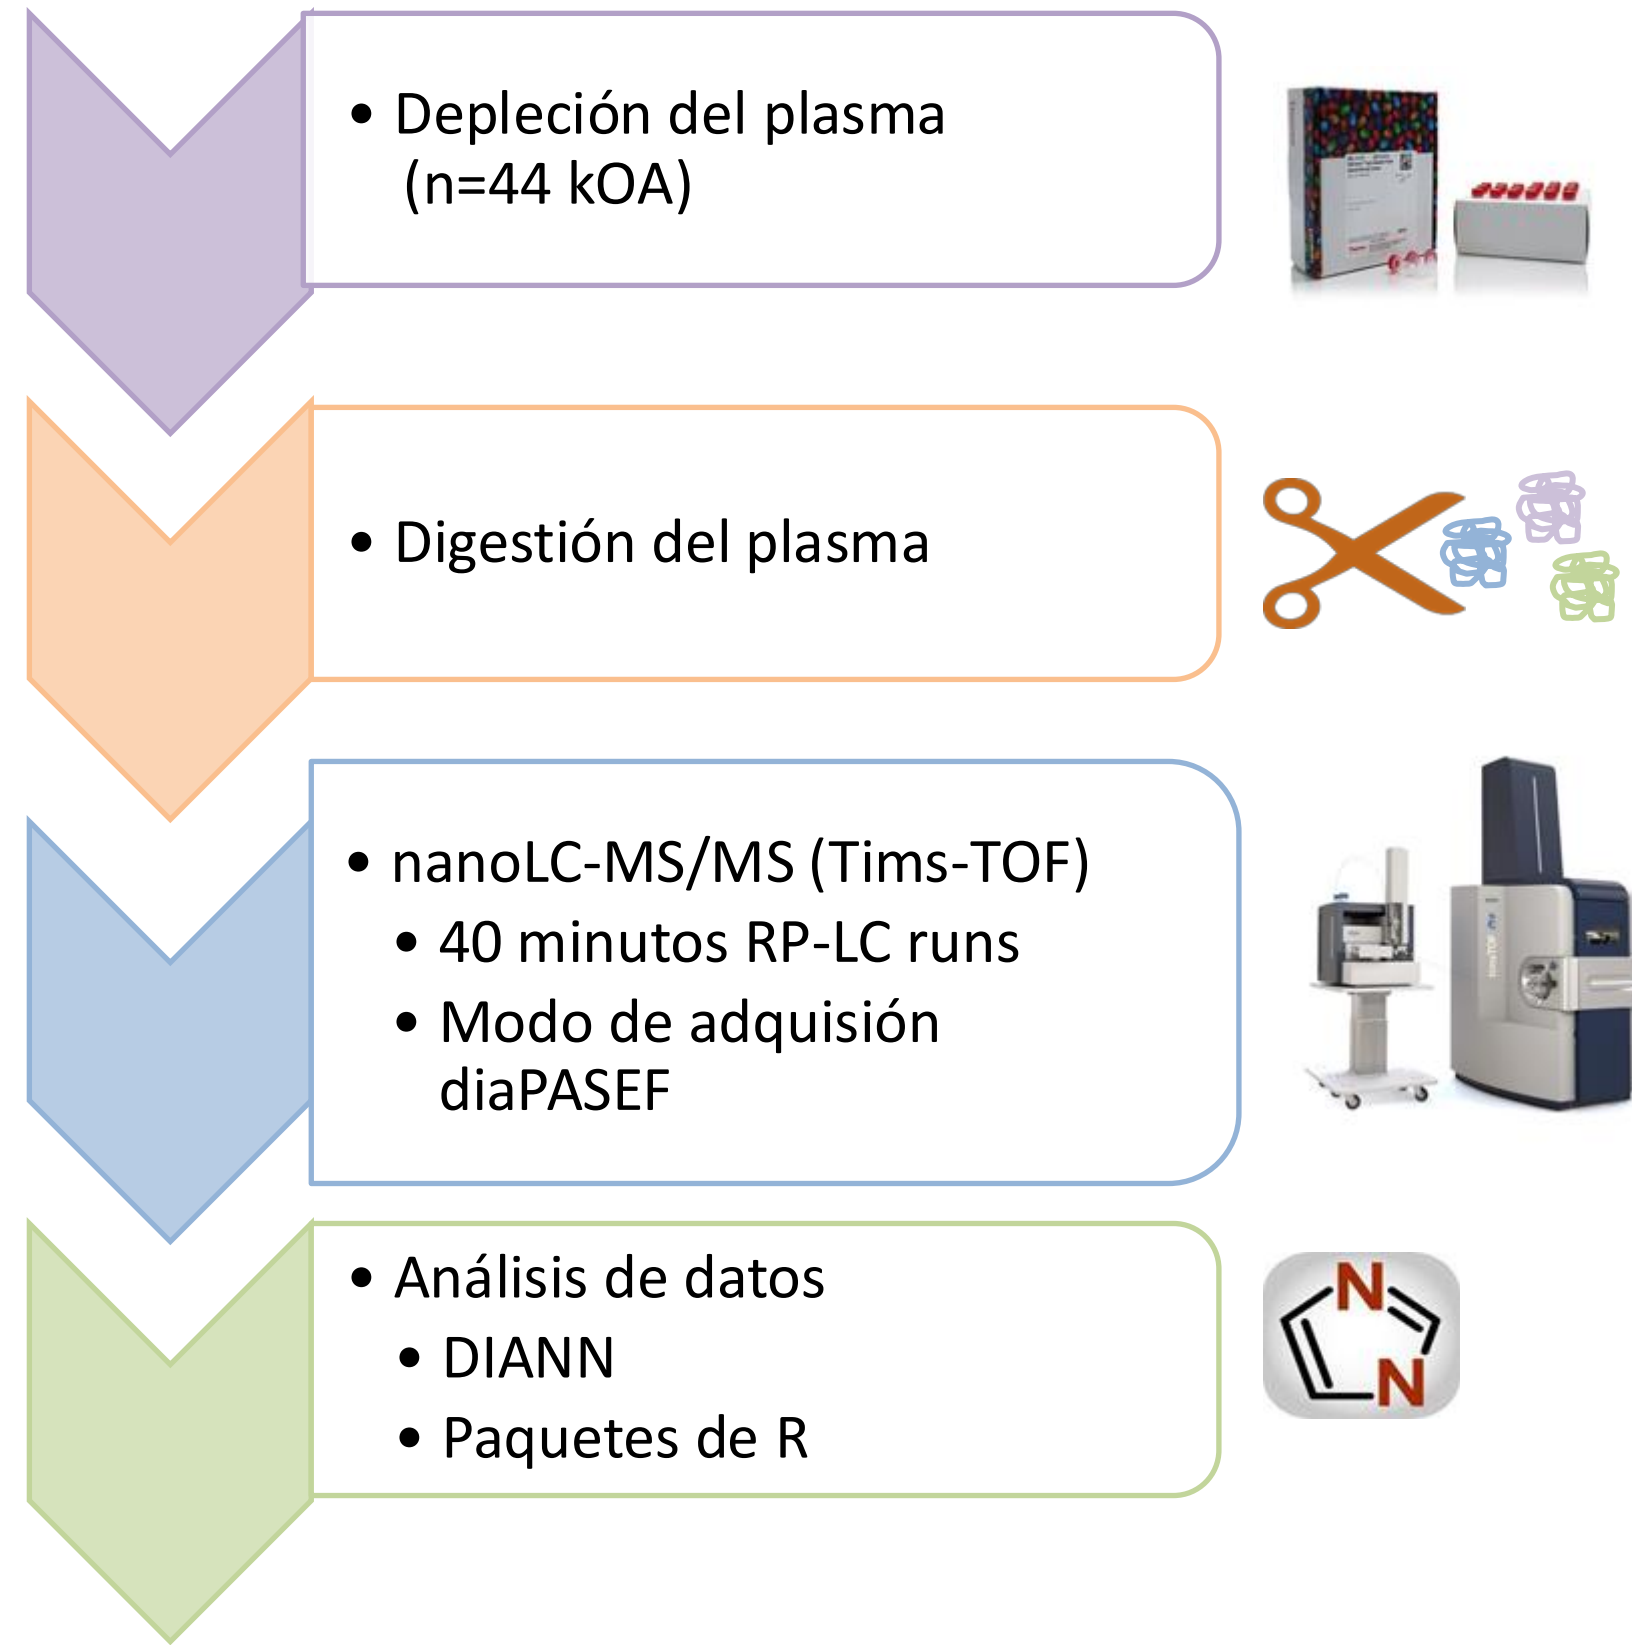 • Depleción del plasma
(n=44 kOA)
• Digestión del plasma
• nanoLC-MS/MS (Tims-TOF)
• 40 minutos RP-LC runs
• Modo de adquisión
diaPASEF
• Análisis de datos
• DIANN
• Paquetes de R
N
N